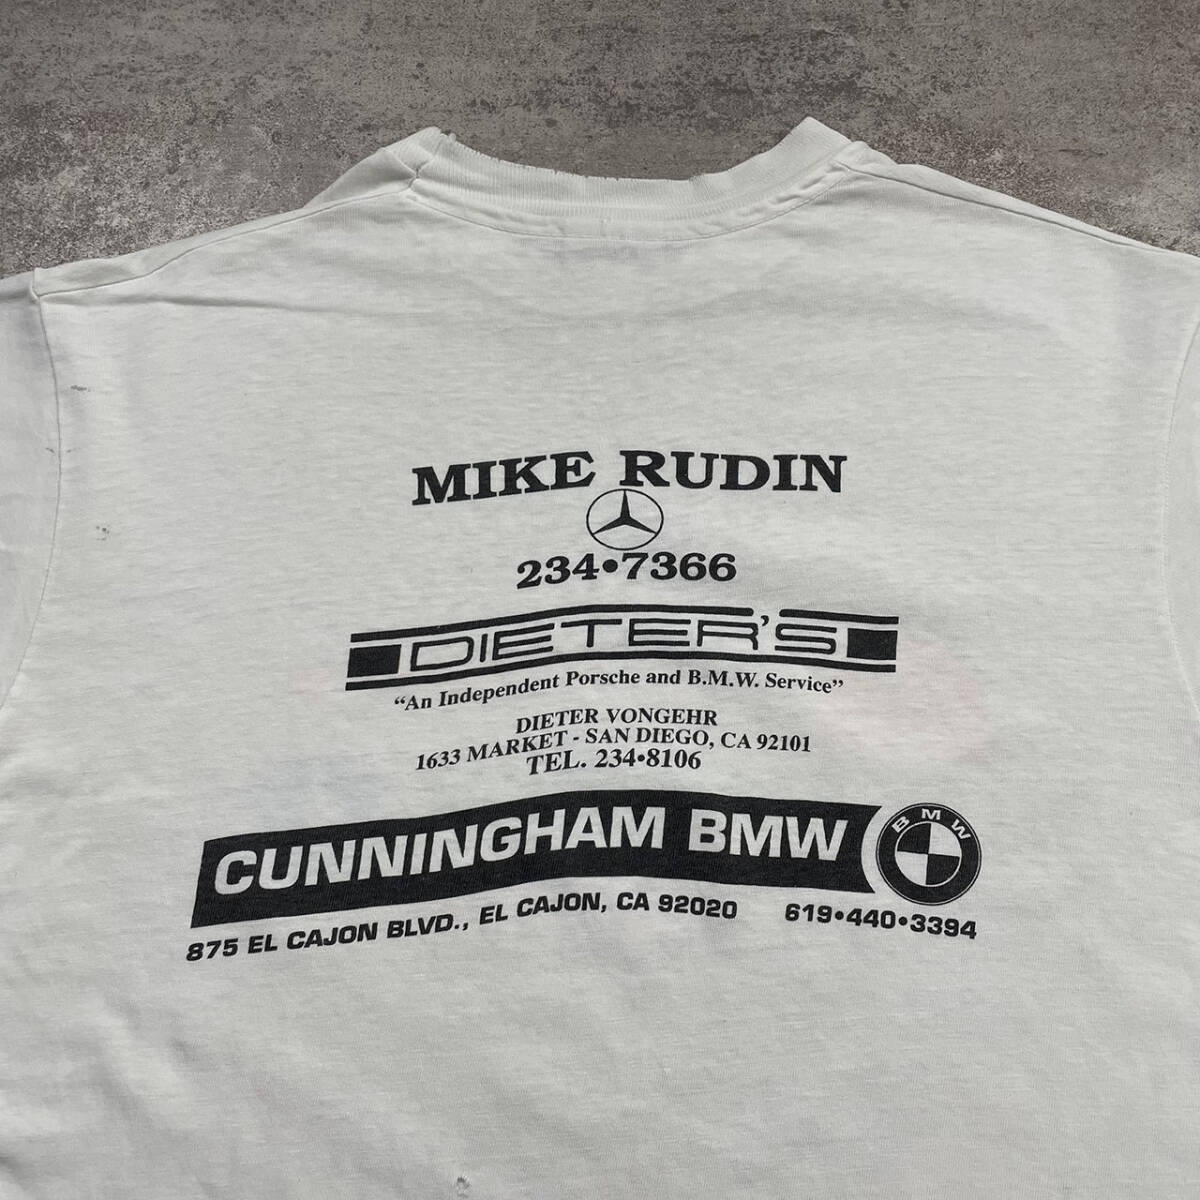 MIKE RUDIN
234•7366
DIETER'S
“An Independent Porsche and B.M.W. Service”
DIETER VONGEHR
1633 MARKET - SAN DIEGO, CA 92101
TEL. 234•8106
CUNNINGHAM BMW
BMW
875 EL CAJON BLVD., EL CAJON, CA 92020 619•440•3394